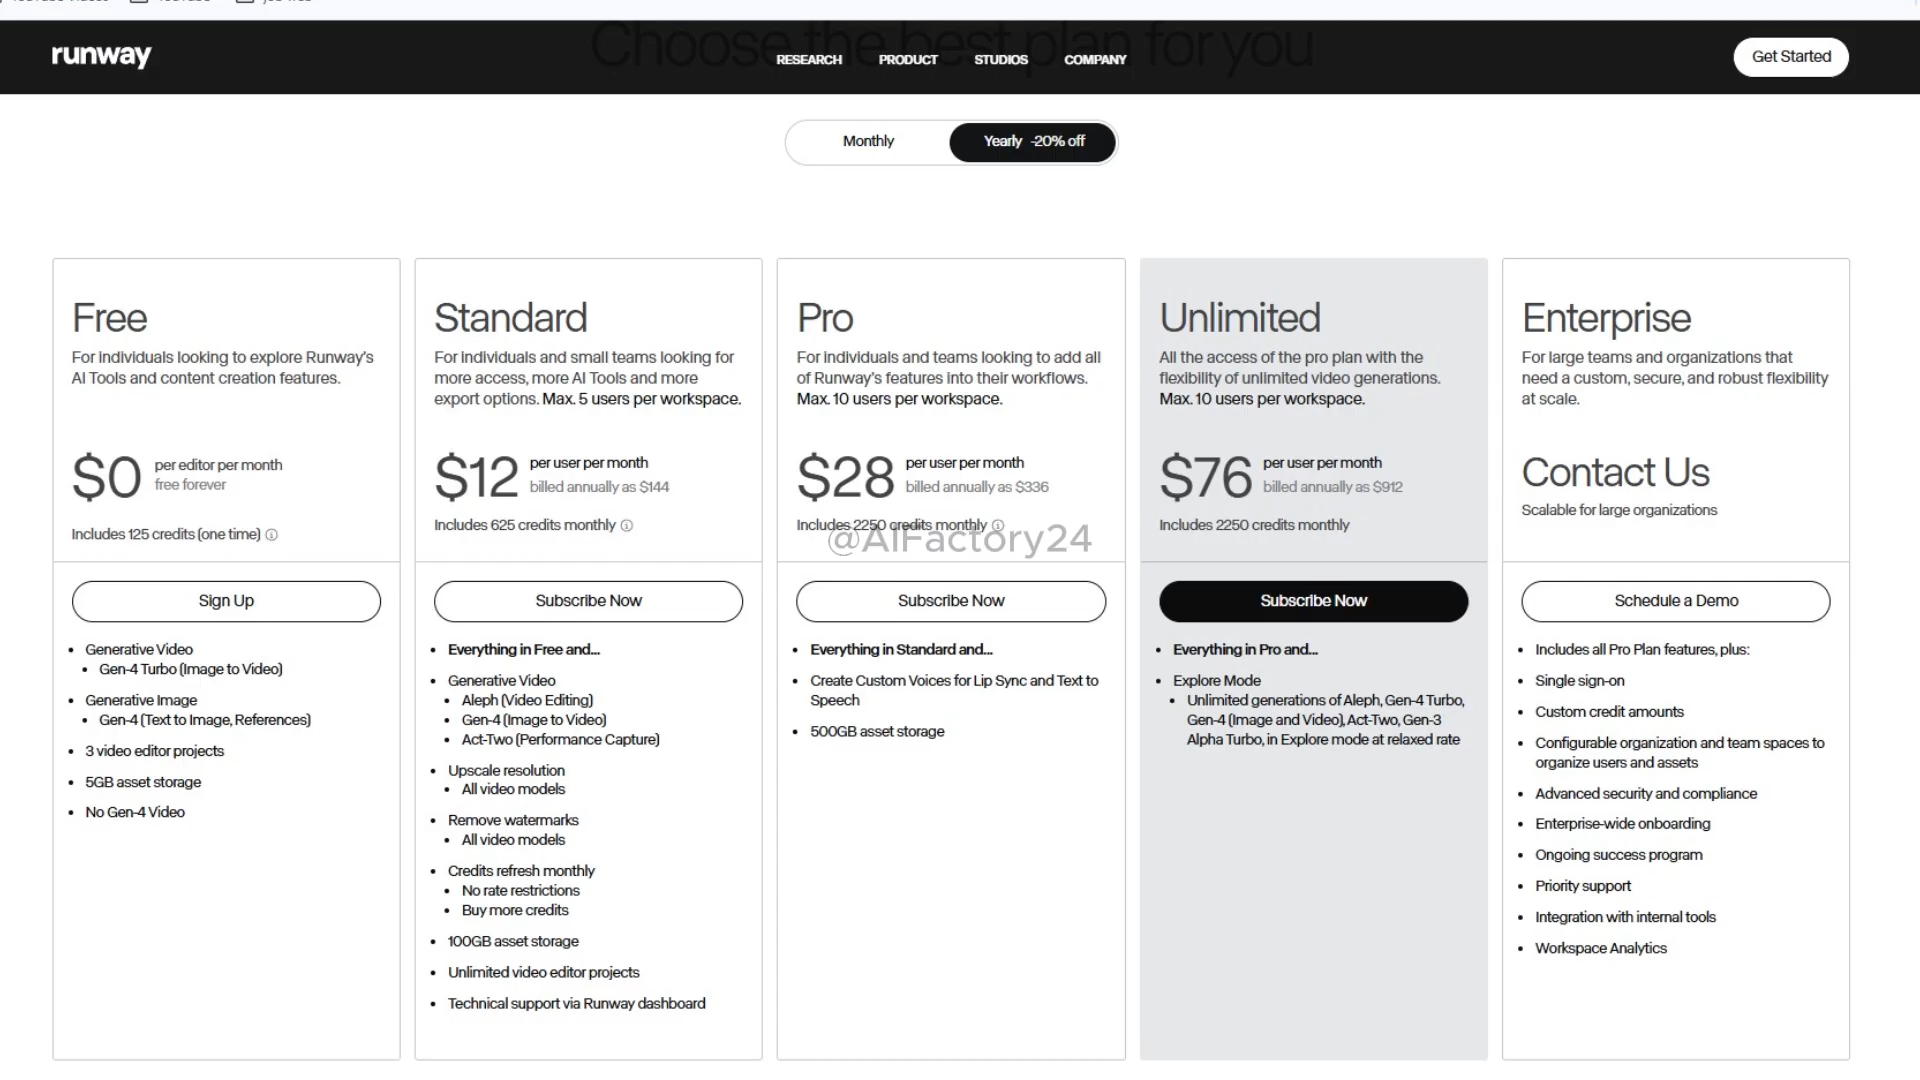 Choose the best plan for you
runway
RESEARCH PRODUCT STUDIOS COMPANY
Get Started
Monthly
Yearly -20% off
Free
For individuals looking to explore Runway's
AI Tools and content creation features.
$0
per editor per month
free forever
Includes 125 credits (one time)
Sign Up
Generative Video
Gen-4 Turbo (Image to Video)
Generative Image
Gen-4 (Text to Image, References)
3 video editor projects
5GB asset storage
No Gen-4 Video
Standard
For individuals and small teams looking for
more access, more AI Tools and more
export options. Max. 5 users per workspace.
$12
per user per month
billed annually as $144
Includes 625 credits monthly
Subscribe Now
Everything in Free and...
Generative Video
Aleph (Video Editing)
Gen-4 (Image to Video)
Act-Two (Performance Capture)
Upscale resolution
All video models
Remove watermarks
All video models
Credits refresh monthly
No rate restrictions
Buy more credits
100GB asset storage
Unlimited video editor projects
Technical support via Runway dashboard
Pro
For individuals and teams looking to add all
of Runway's features into their workflows.
Max. 10 users per workspace.
$28
per user per month
billed annually as $336
Includes 2250 credits monthly
@AIFactory24
Subscribe Now
Everything in Standard and...
Create Custom Voices for Lip Sync and Text to
Speech
500GB asset storage
Unlimited
All the access of the pro plan with the
flexibility of unlimited video generations.
Max. 10 users per workspace.
$76
per user per month
billed annually as $912
Includes 2250 credits monthly
Subscribe Now
Everything in Pro and...
Explore Mode
Unlimited generations of Aleph, Gen-4 Turbo,
Gen-4 (Image and Video), Act-Two, Gen-3
Alpha Turbo, in Explore mode at relaxed rate
Enterprise
For large teams and organizations that
need a custom, secure, and robust flexibility
at scale.
Contact Us
Scalable for large organizations
Schedule a Demo
Includes all Pro Plan features, plus:
Single sign-on
Custom credit amounts
Configurable organization and team spaces to
organize users and assets
Advanced security and compliance
Enterprise-wide onboarding
Ongoing success program
Priority support
Integration with internal tools
Workspace Analytics